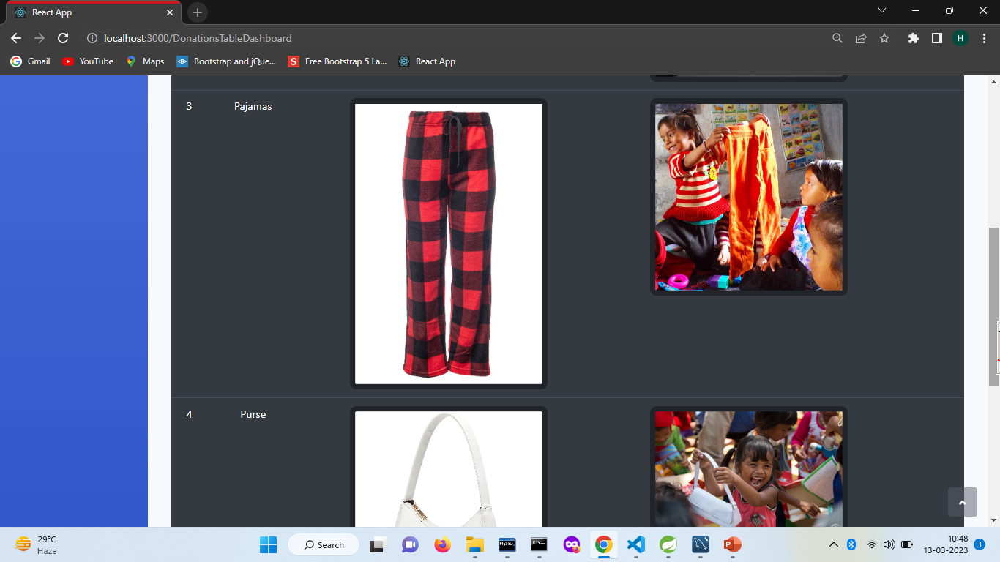 React App
localhost:3000/DonationsTableDashboard
H
G Gmail
YouTube
Maps
<B> Bootstrap and jQue...
S Free Bootstrap 5 La...
React App
3 Pajamas
4 Purse
29°C
Haze
Search
MySQL
P
10:48
13-03-2023
3